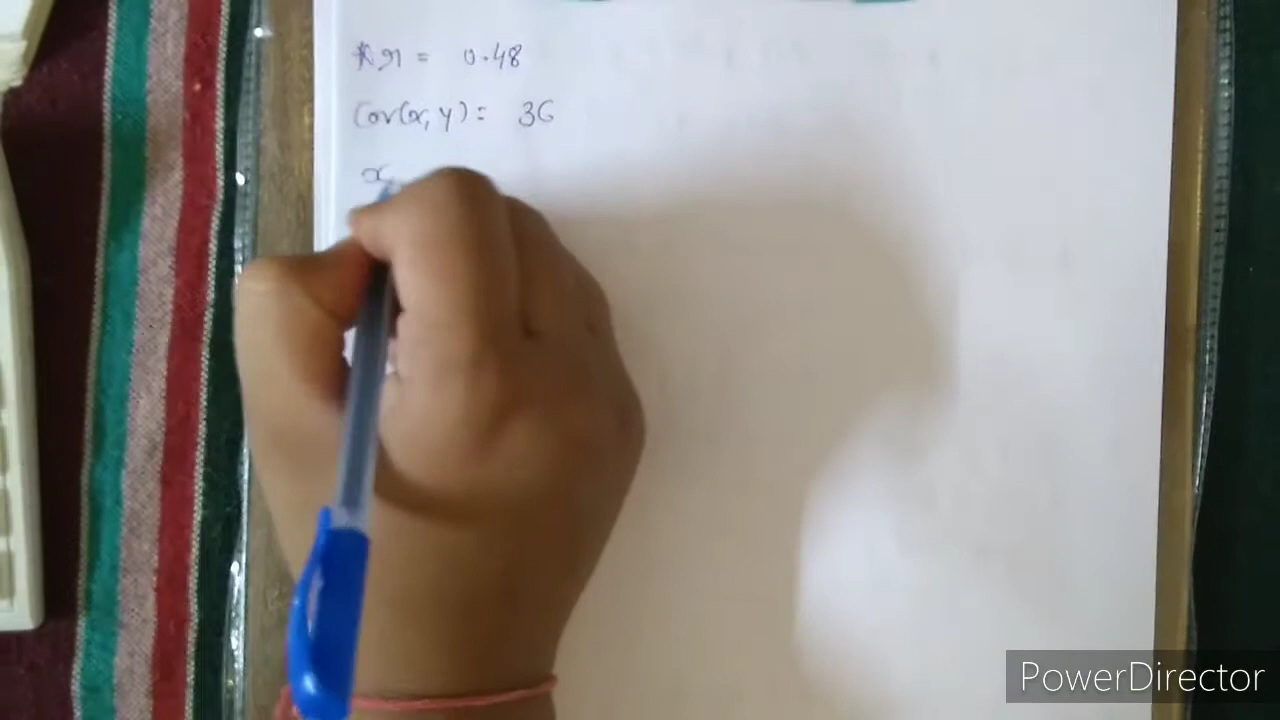 r = 0.48
Cov(x, y) = 36
x
PowerDirector